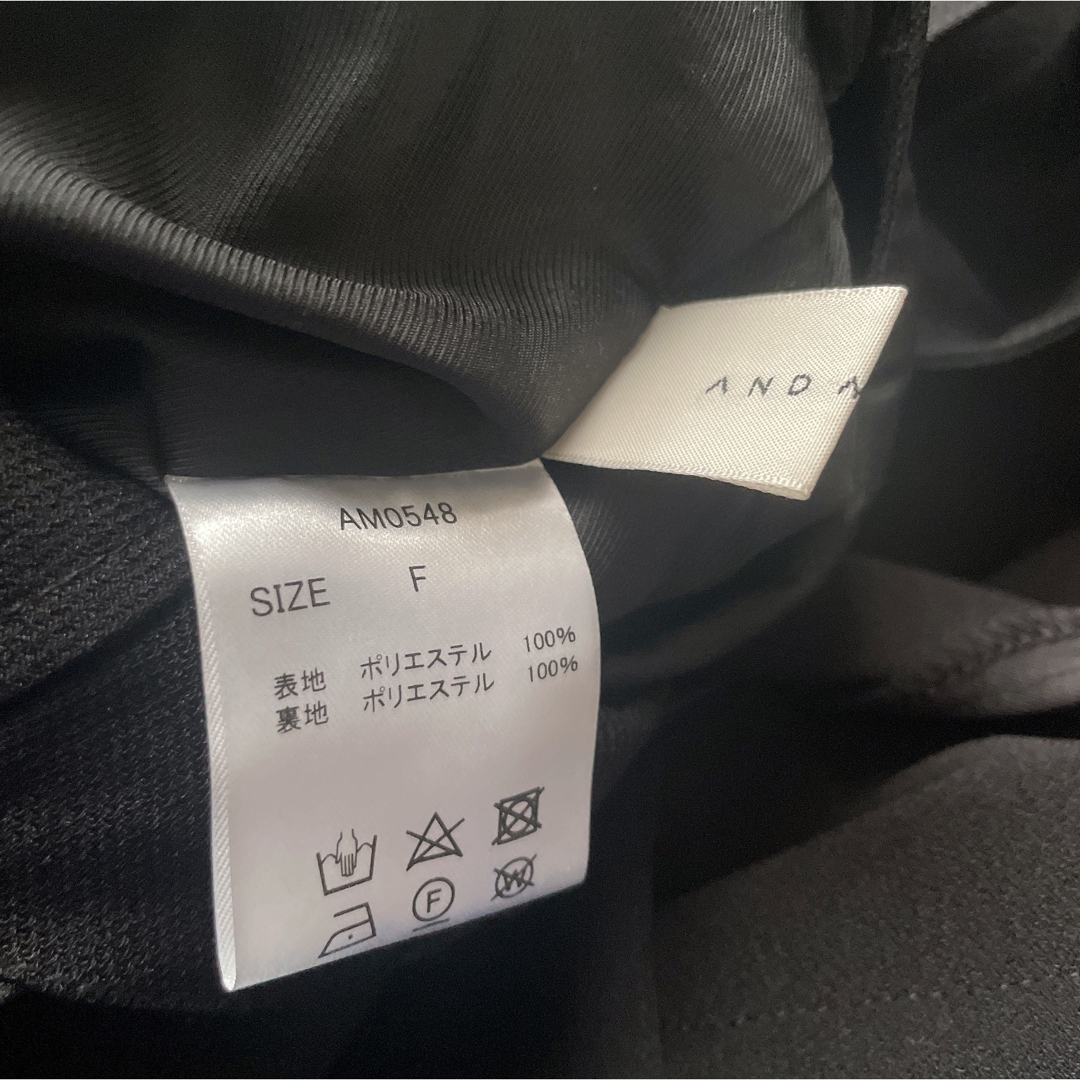 AND
AM0548
SIZE F
表地 ポリエステル 100%
裏地 ポリエステル 100%
F
W